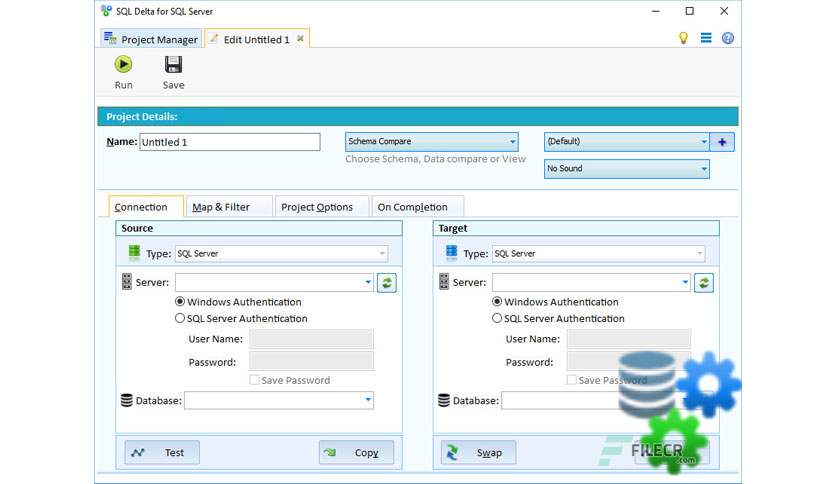 SQL Delta for SQL Server
Project Manager
Edit Untitled 1
Run
Save
Project Details:
Name: Untitled 1
Schema Compare
(Default)
Choose Schema, Data compare or View
No Sound
Connection
Map & Filter
Project Options
On Completion
Source
Target
Type: SQL Server
Type: SQL Server
Server:
Server:
Windows Authentication
Windows Authentication
SQL Server Authentication
SQL Server Authentication
User Name:
User Name:
Password:
Password:
Save Password
Save Password
Database:
Database:
Test
Copy
Swap
FILECR
.com